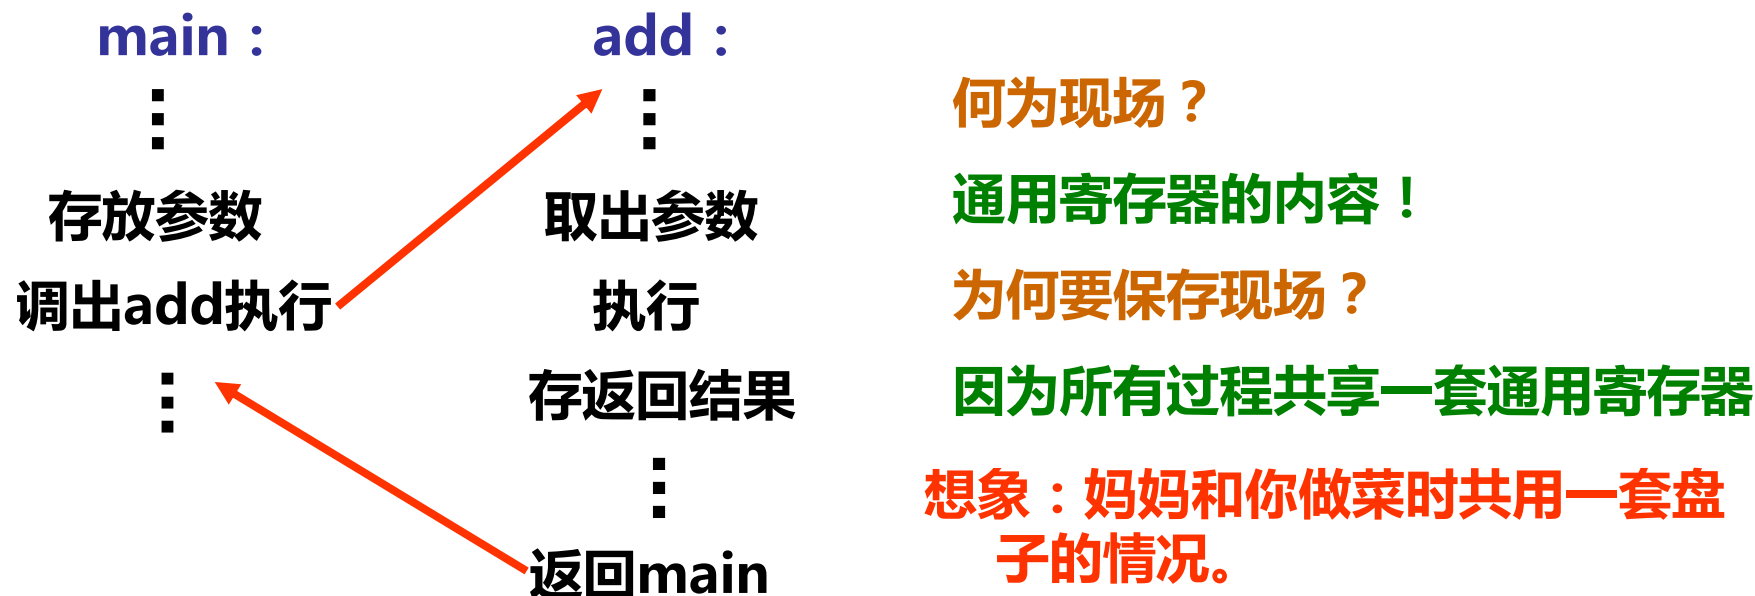 main：
⋮
存放参数
调出add执行
⋮
add：
⋮
取出参数
执行
存返回结果
⋮
返回main
何为现场？
通用寄存器的内容！
为何要保存现场？
因为所有过程共享一套通用寄存器
想象：妈妈和你做菜时共用一套盘
子的情况。